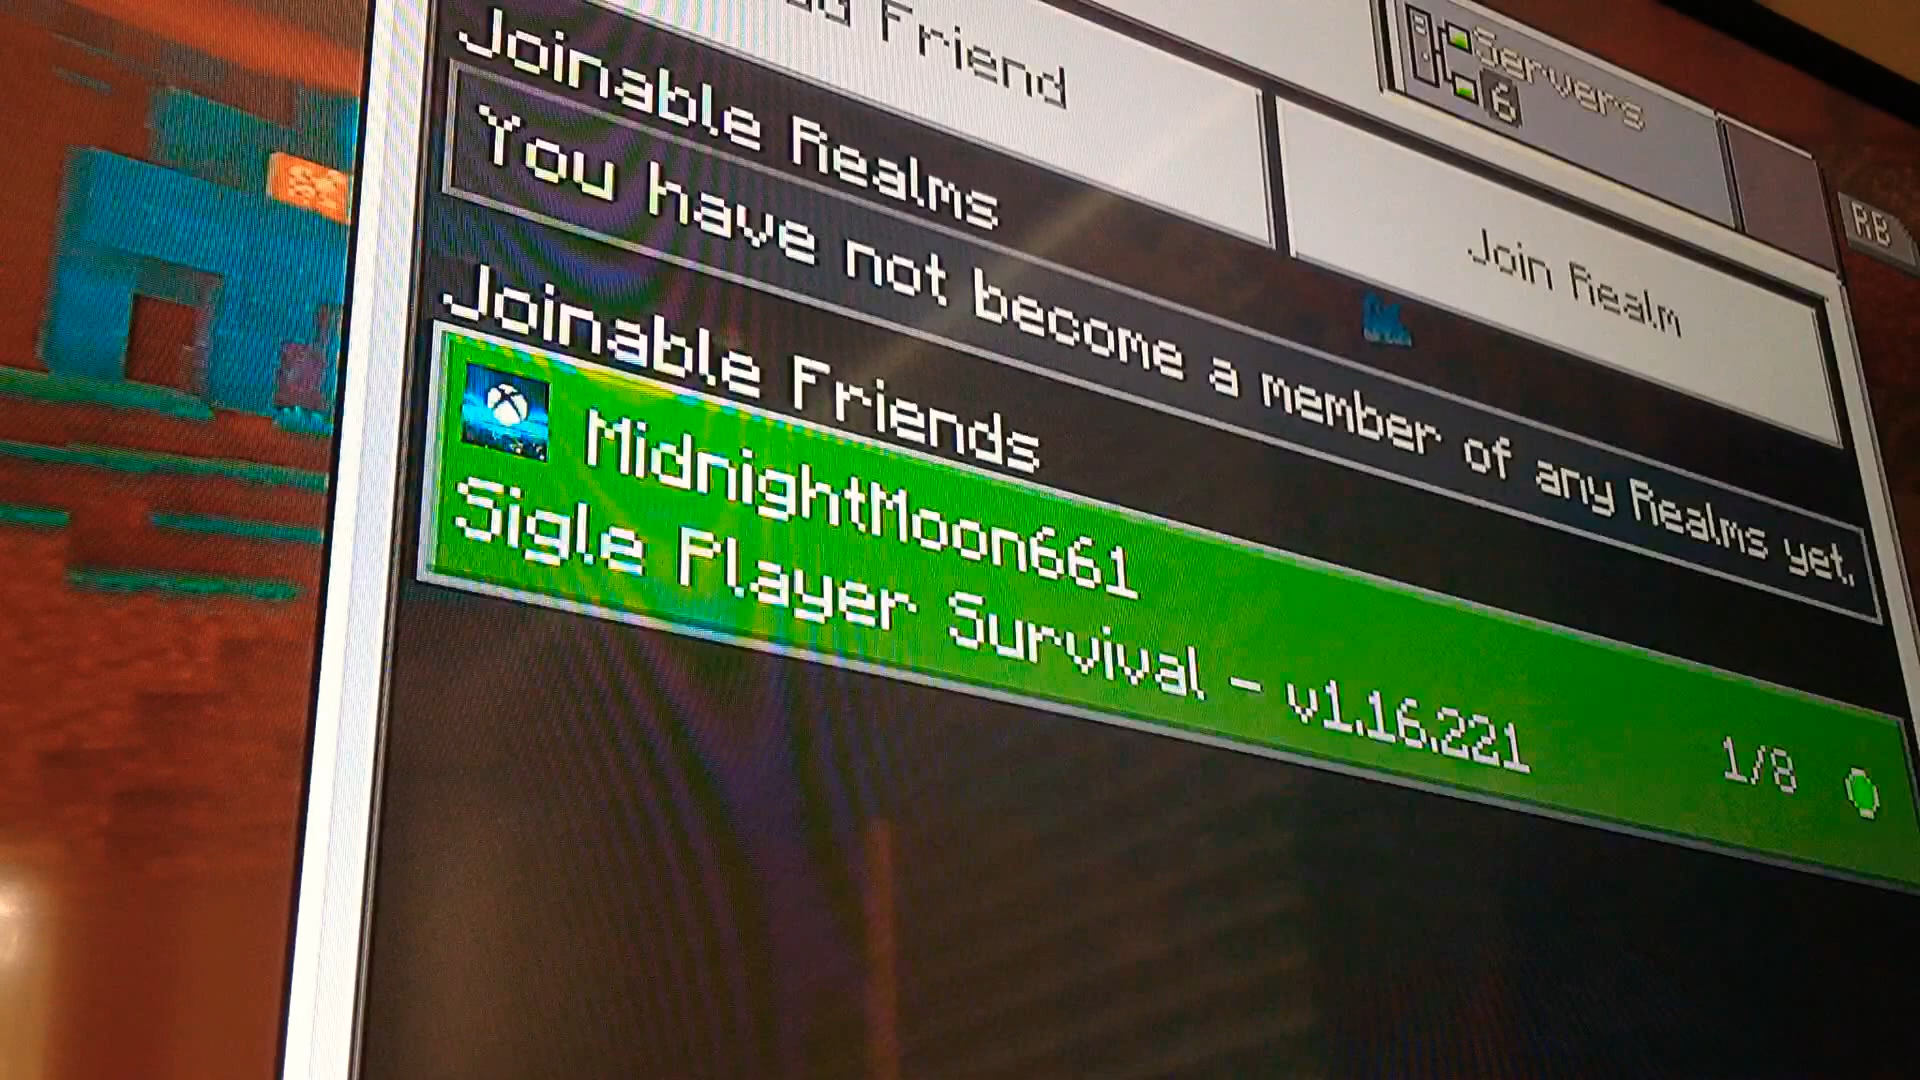 Friend
Servers
6
RB
Join Realm
Joinable Realms
You have not become a member of any Realms yet.
Joinable Friends
MidnightMoon661
Sigle Player Survival - v1.16.221
1/8